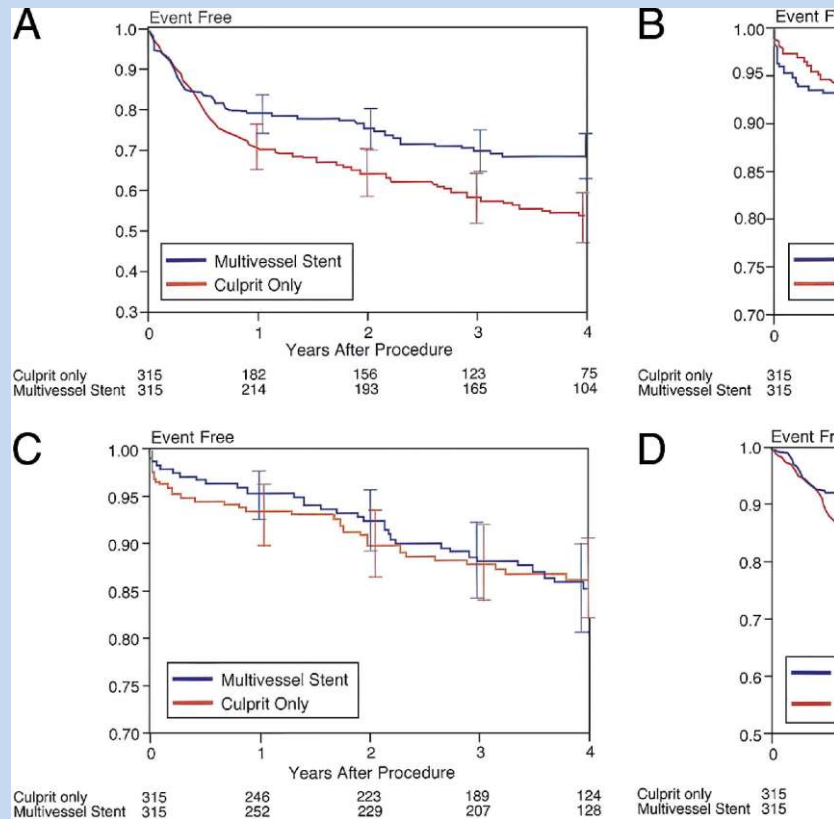 A
Event Free
1.0
0.9
0.8
0.7
0.6
0.5
0.4
0.3
Multivessel Stent
Culprit Only
0 1 2 3 4
Years After Procedure
Culprit only 315 182 156 123 75
Multivessel Stent 315 214 193 165 104
B
Event F
1.00
0.95
0.90
0.85
0.80
0.75
0.70
0
Culprit only 315
Multivessel Stent 315
C
Event Free
1.00
0.95
0.90
0.85
0.80
0.75
0.70
Multivessel Stent
Culprit Only
0 1 2 3 4
Years After Procedure
Culprit only 315 246 223 189 124
Multivessel Stent 315 252 229 207 128
D
Event Fr
1.0
0.9
0.8
0.7
0.6
0.5
0
Culprit only 315
Multivessel Stent 315